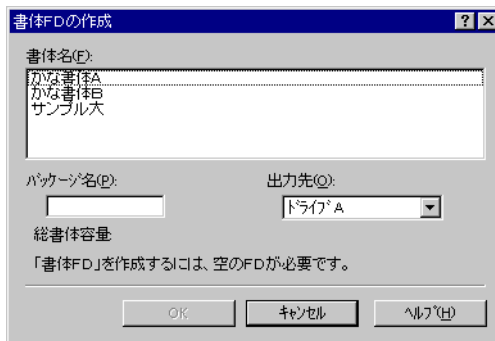 書体FDの作成
書体名(F):
かな書体A
かな書体B
サンプル大
ﾊﾟｯｹｰｼﾞ名(P):
出力先(O):
ﾄﾞﾗｲﾌﾞA
総書体容量
「書体FD」を作成するには、空のFDが必要です。
OK
ｷｬﾝｾﾙ
ﾍﾙﾌﾟ(H)